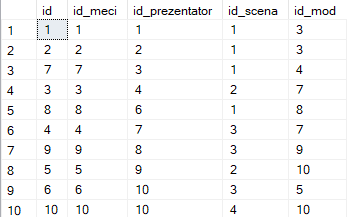 id id_meci id_prezentator id_scena id_mod
1 1 1 1 1 3
2 2 2 2 1 3
3 7 7 3 1 4
4 3 3 4 2 7
5 8 8 6 1 8
6 4 4 7 3 7
7 9 9 8 3 9
8 5 5 9 2 10
9 6 6 10 3 5
10 10 10 10 4 10